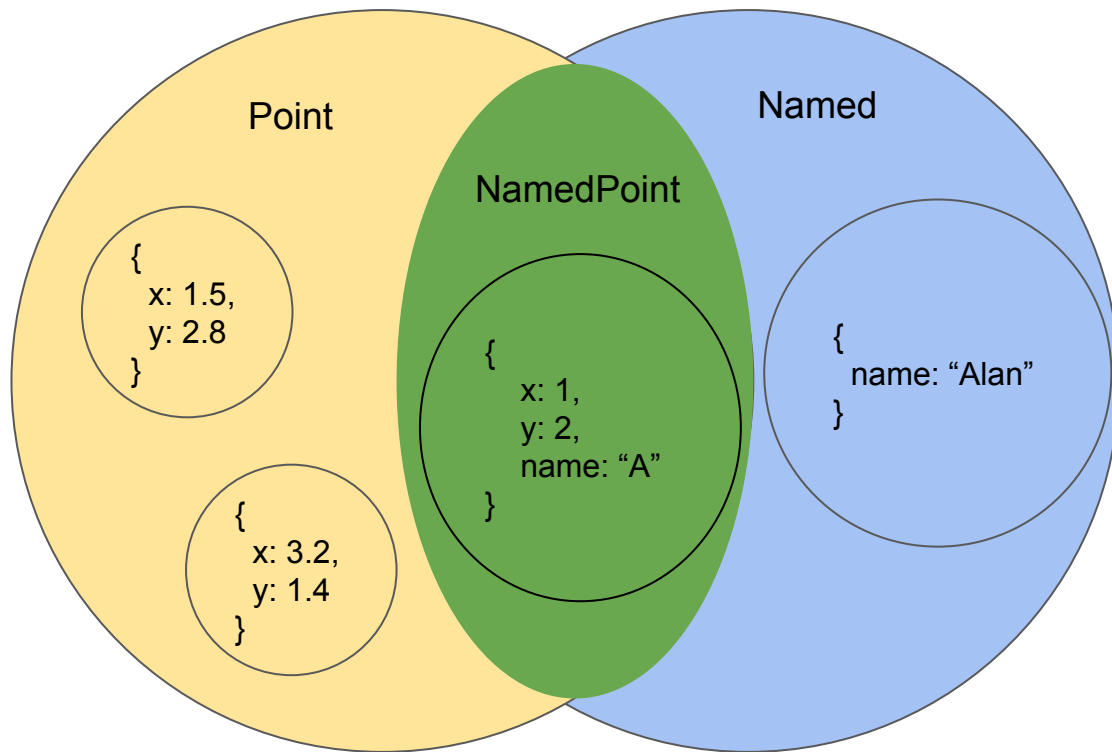 Point
{
x: 1.5,
y: 2.8
}
{
x: 3.2,
y: 1.4
}
NamedPoint
{
x: 1,
y: 2,
name: “A”
}
Named
{
name: “Alan”
}